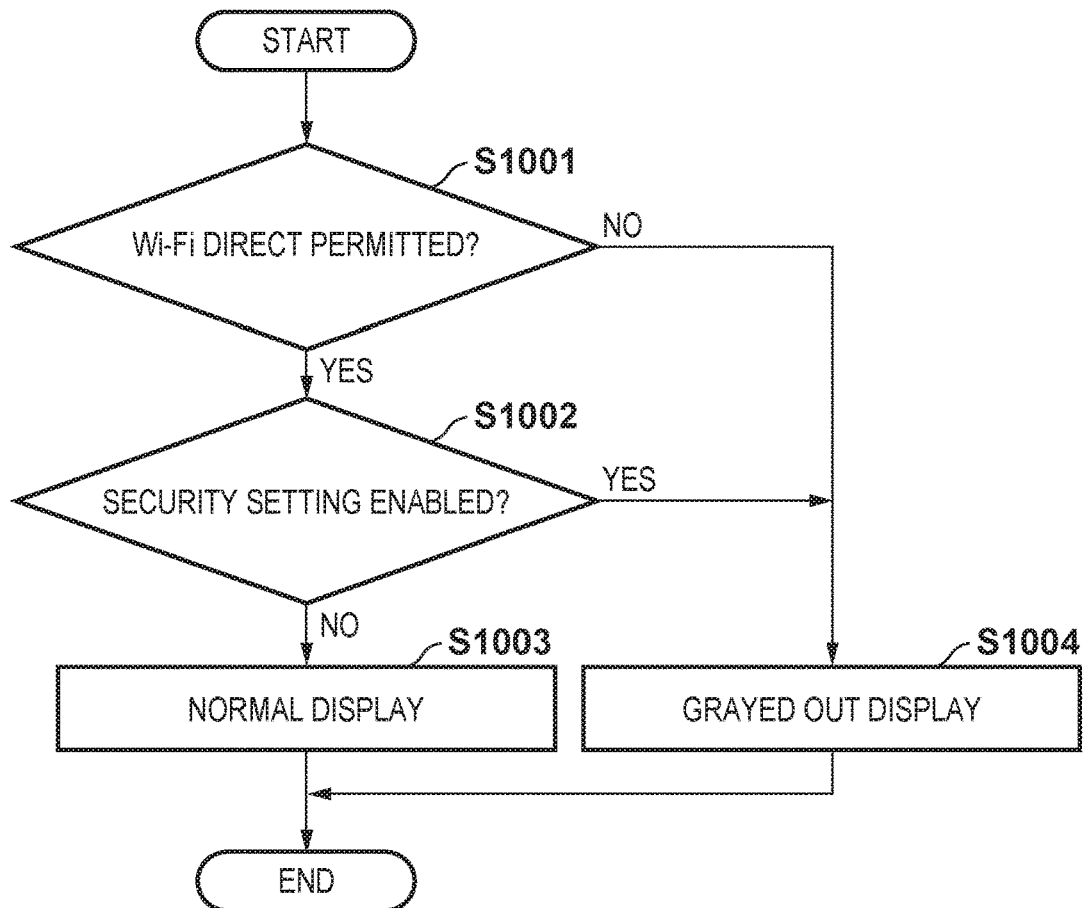 START
S1001
Wi-Fi DIRECT PERMITTED?
NO
YES
S1002
SECURITY SETTING ENABLED?
YES
NO
S1003
NORMAL DISPLAY
S1004
GRAYED OUT DISPLAY
END